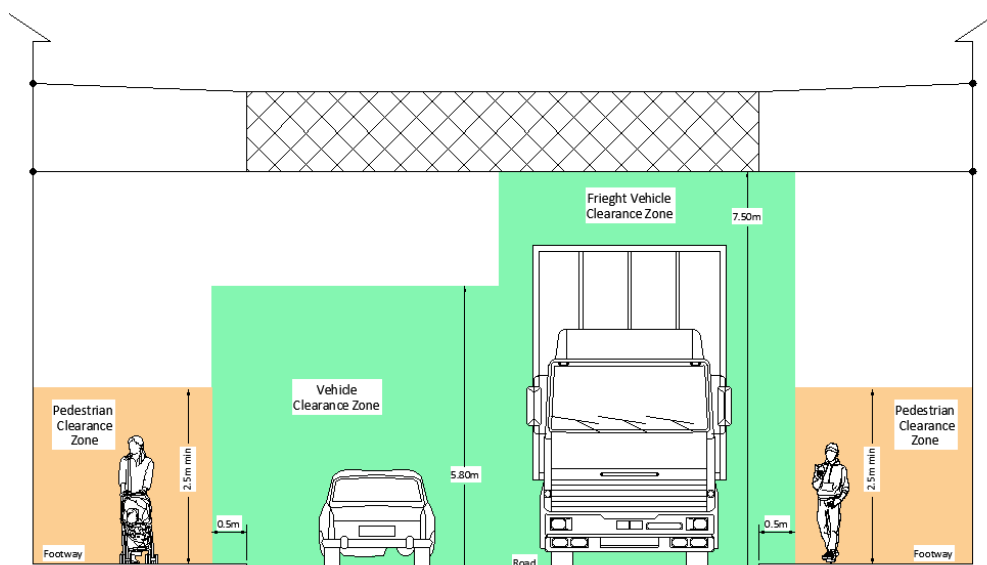 Frieght Vehicle
Clearance Zone
7.50m
Vehicle
Clearance Zone
5.80m
Pedestrian
Clearance
Zone
2.5m min
0.5m
Footway
Road
Pedestrian
Clearance
Zone
2.5m min
0.5m
Footway